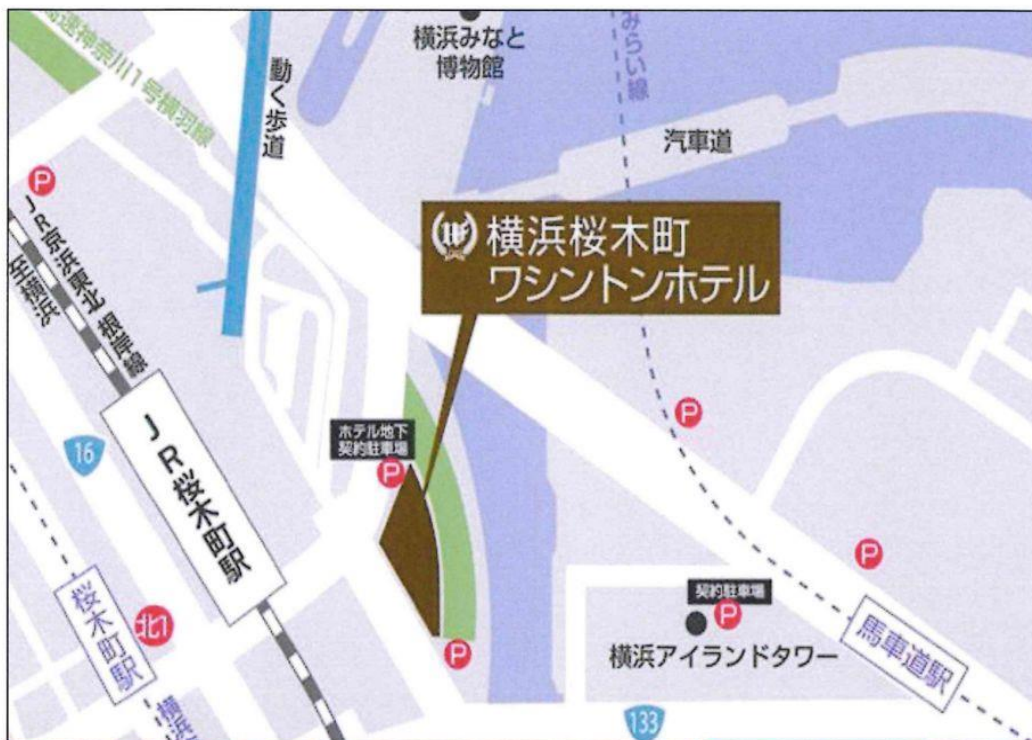 横浜みなと
博物館
みらい線
高速神奈川1号横羽線
動く歩道
汽車道
P
JR京浜東北 根岸線
至横浜
横浜桜木町
ワシントンホテル
P
ホテル地下
契約駐車場
P
16
JR桜木町駅
P
契約駐車場
P
横浜アイランドタワー
馬車道駅
桜木町駅
北1
P
横浜
133